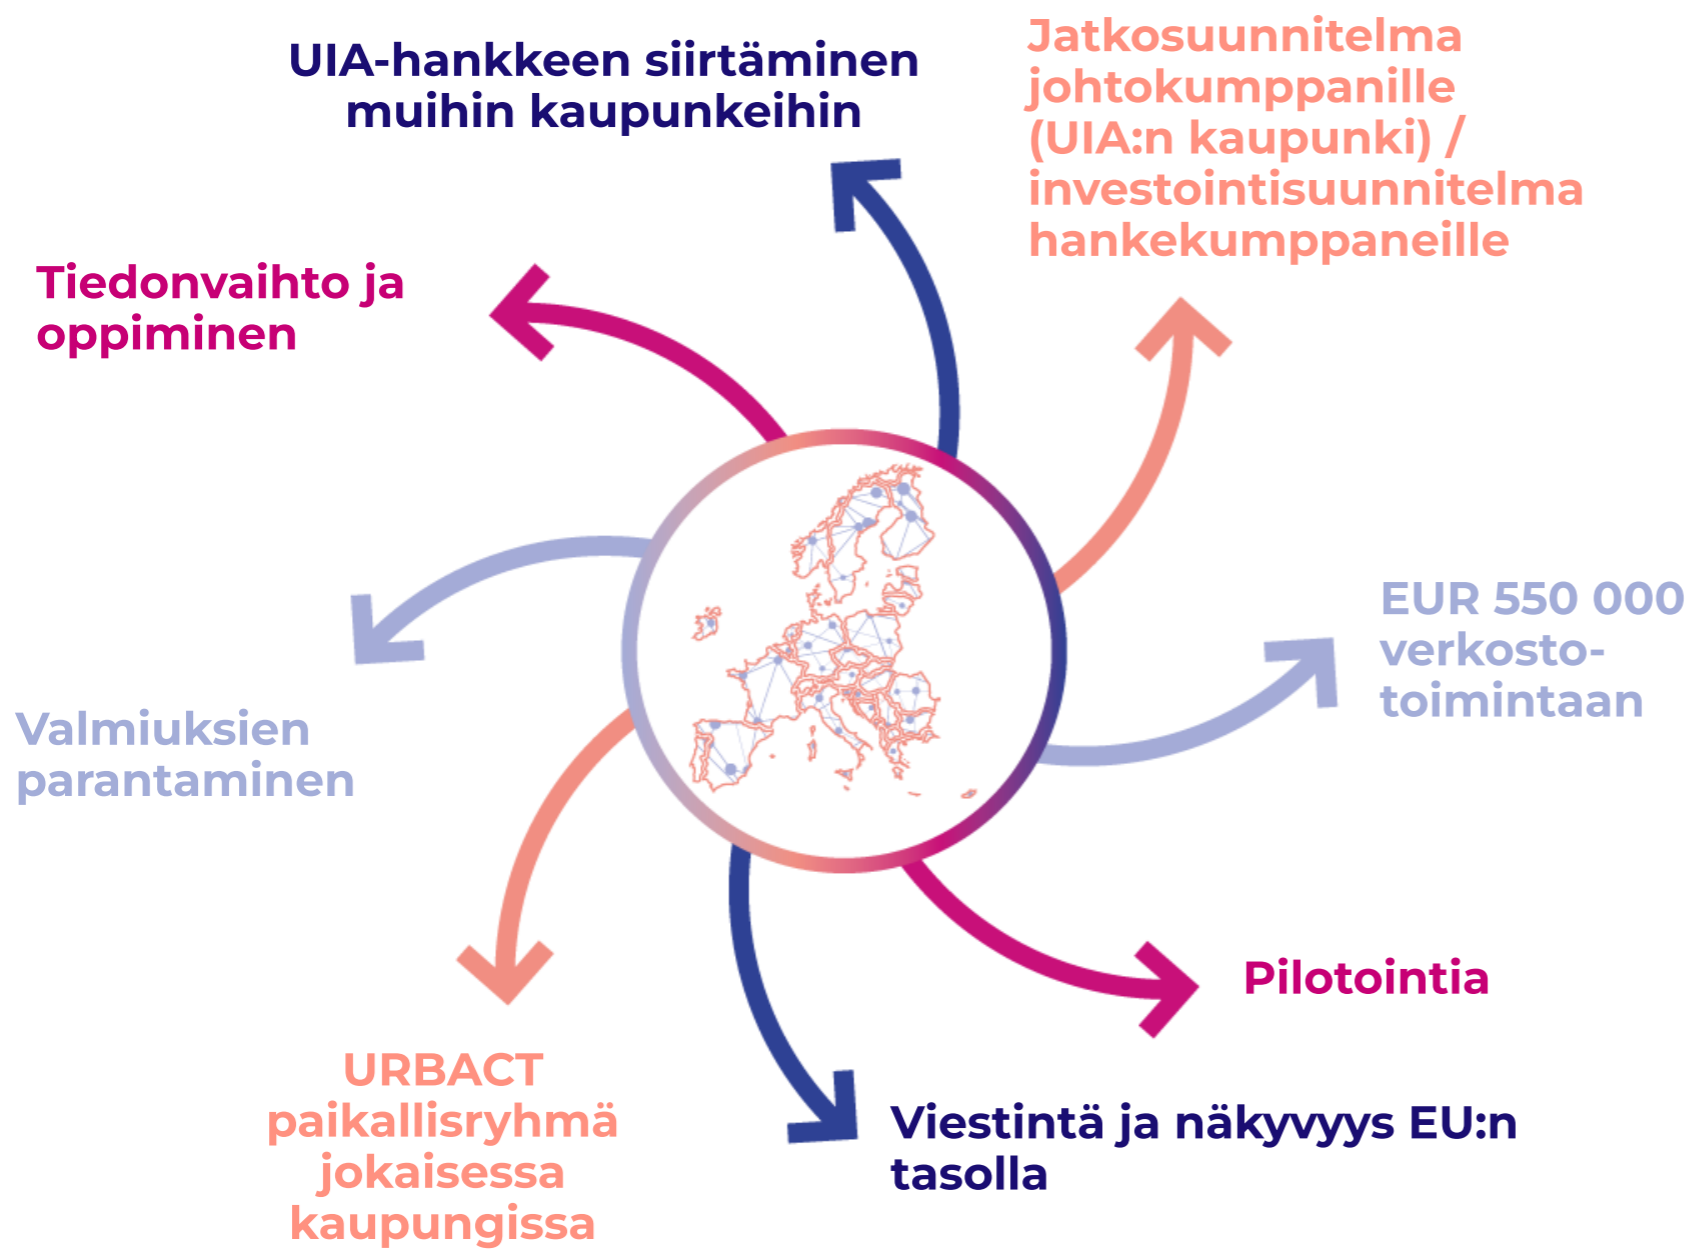 UIA-hankkeen siirtäminen
muihin kaupunkeihin
Jatkosuunnitelma
johtokumppanille
(UIA:n kaupunki) /
investointisuunnitelma
hankekumppaneille
Tiedonvaihto ja
oppiminen
EUR 550 000
verkosto-
toimintaan
Valmiuksien
parantaminen
Pilotointia
URBACT
paikallisryhmä
jokaisessa
kaupungissa
Viestintä ja näkyvyys EU:n
tasolla